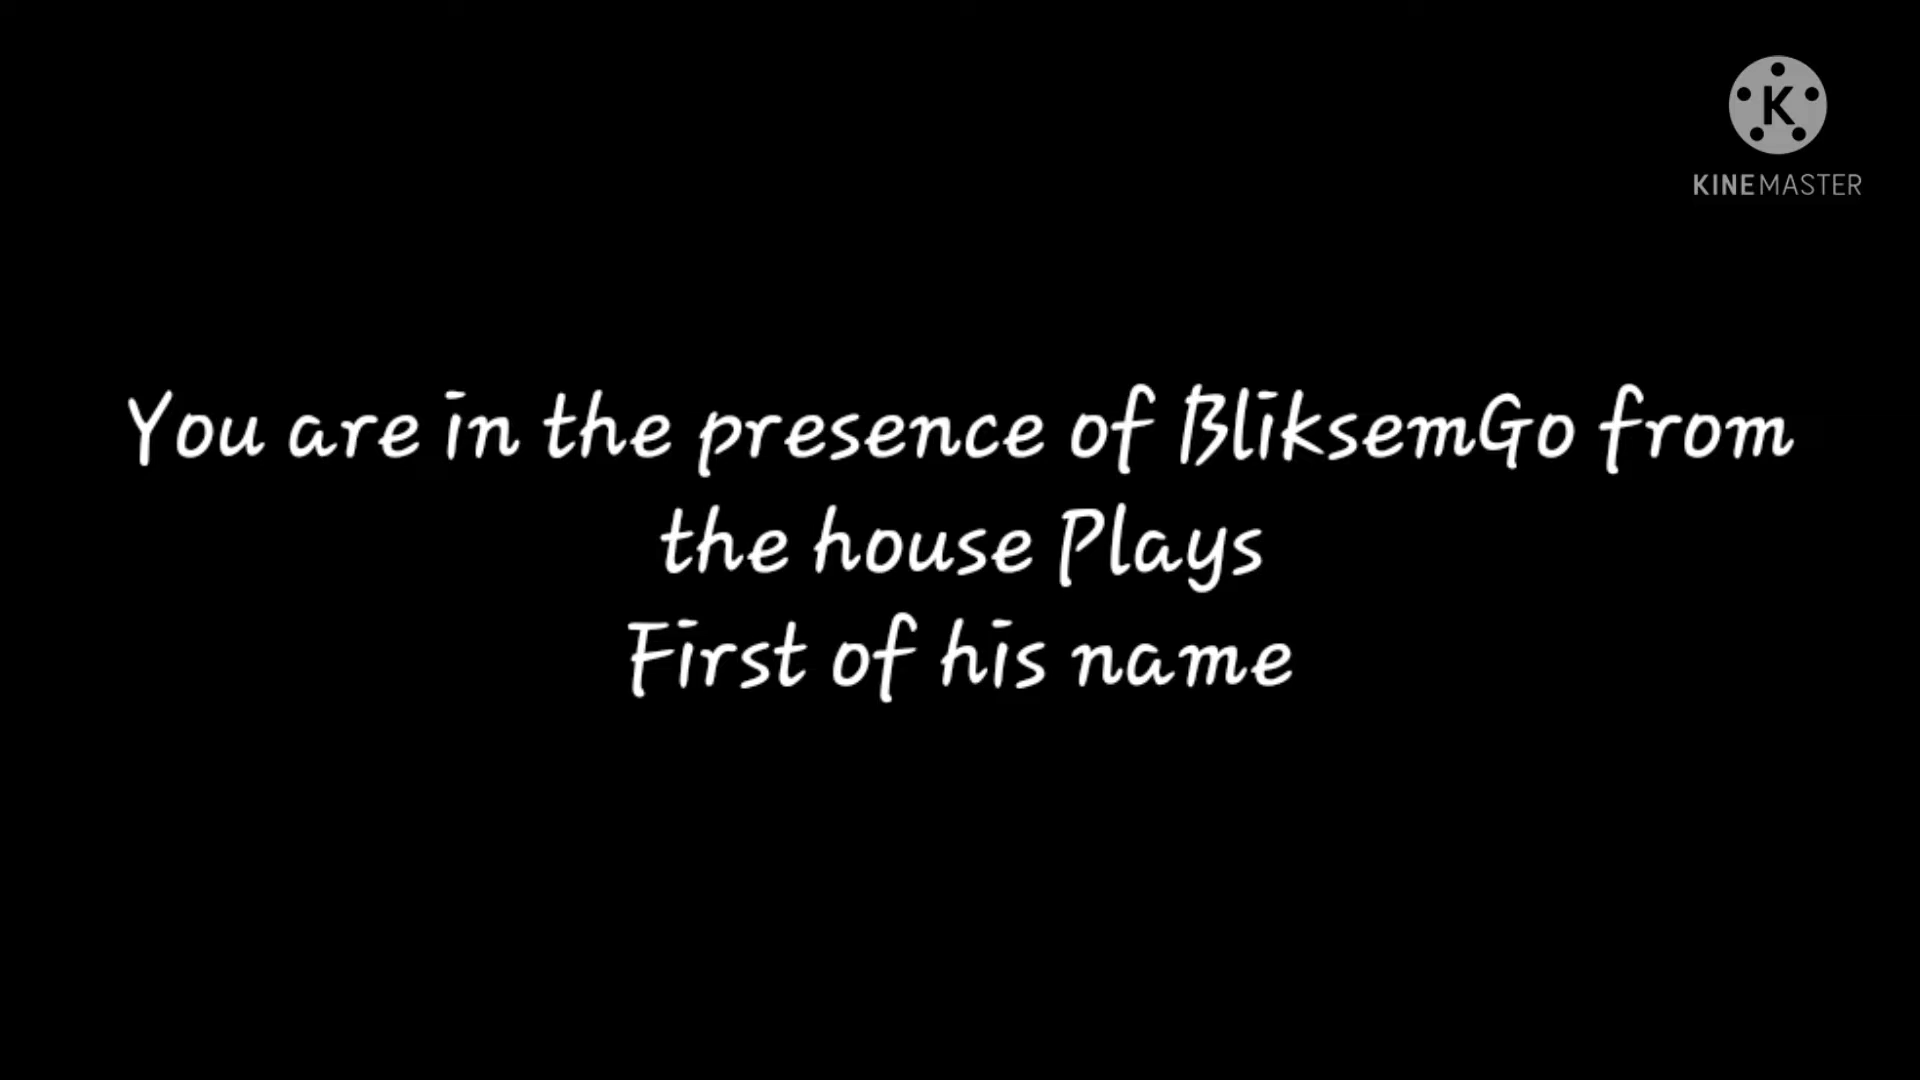 K
KINEMASTER
You are in the presence of BliksemGo from
the house Plays
First of his name